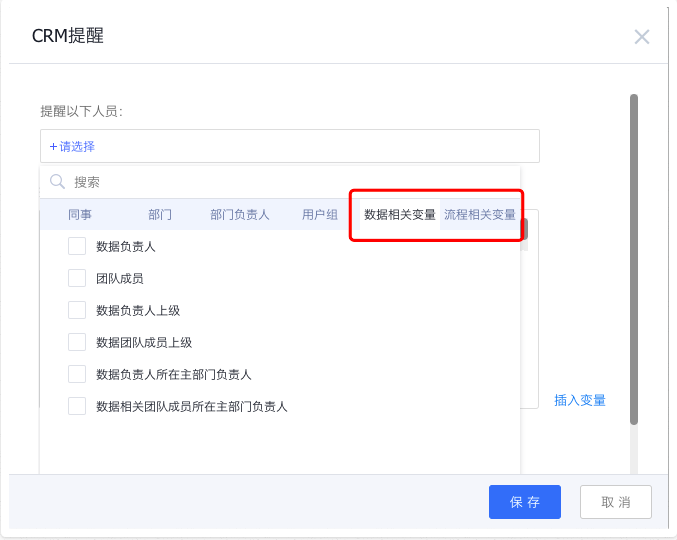 CRM提醒
提醒以下人员：
+请选择
搜索
同事 部门 部门负责人 用户组 数据相关变量 流程相关变量
数据负责人
团队成员
数据负责人上级
数据团队成员上级
数据负责人所在主部门负责人
数据相关团队成员所在主部门负责人
插入变量
保存 取消